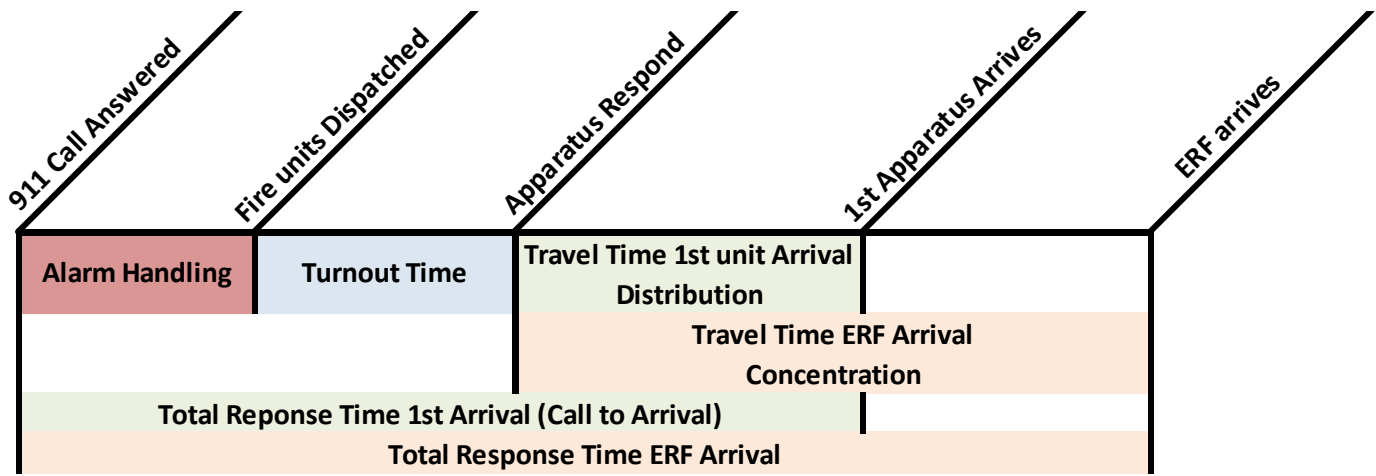 911 Call Answered
Fire units Dispatched
Apparatus Respond
1st Apparatus Arrives
ERF arrives
Alarm Handling
Turnout Time
Travel Time 1st unit Arrival
Distribution
Travel Time ERF Arrival
Concentration
Total Reponse Time 1st Arrival (Call to Arrival)
Total Response Time ERF Arrival